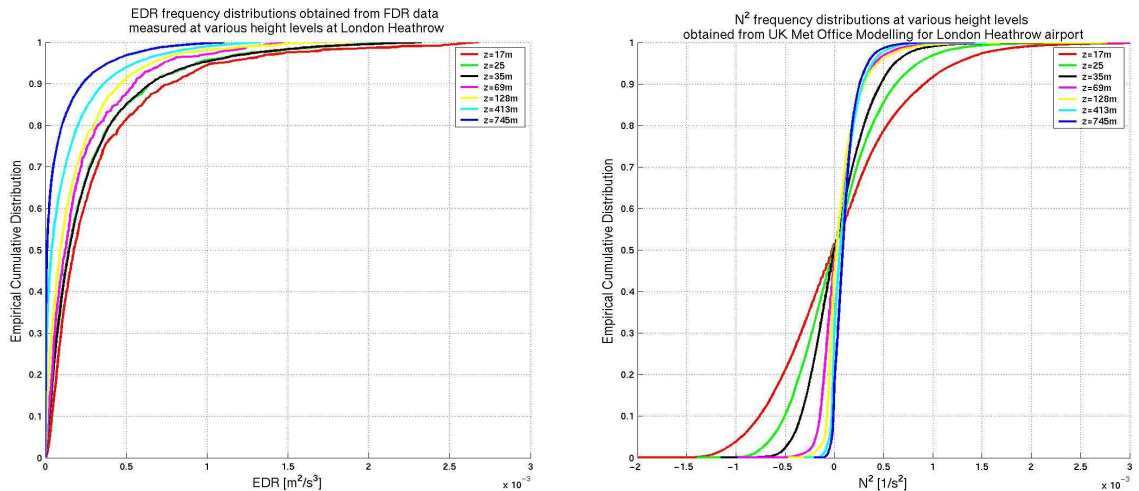 EDR frequency distributions obtained from FDR data
measured at various height levels at London Heathrow
Empirical Cumulative Distribution
1
0.9
0.8
0.7
0.6
0.5
0.4
0.3
0.2
0.1
0
z=17m
z=25
z=35m
z=69m
z=128m
z=413m
z=745m
0
0.5
1
1.5
2
2.5
3
x 10⁻³
EDR [m²/s³]
N² frequency distributions at various height levels
obtained from UK Met Office Modelling for London Heathrow airport
Empirical Cumulative Distribution
1
0.9
0.8
0.7
0.6
0.5
0.4
0.3
0.2
0.1
0
z=17m
z=25
z=35m
z=69m
z=128m
z=413m
z=745m
−2
−1.5
−1
−0.5
0
0.5
1
1.5
2
2.5
3
x 10⁻³
N² [1/s²]